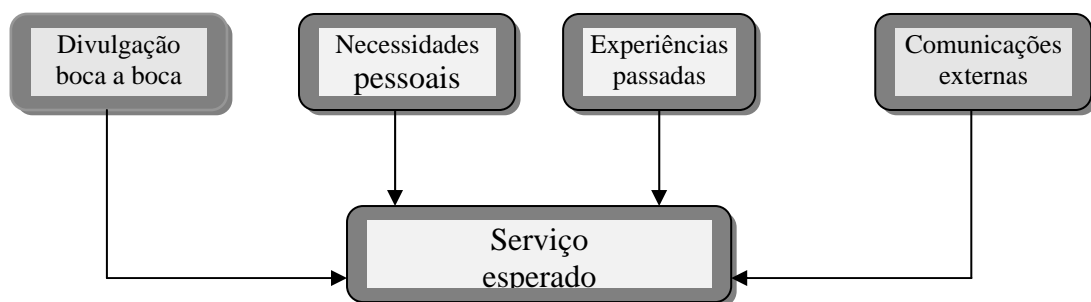 Divulgação
boca a boca
Necessidades
pessoais
Experiências
passadas
Comunicações
externas
Serviço
esperado